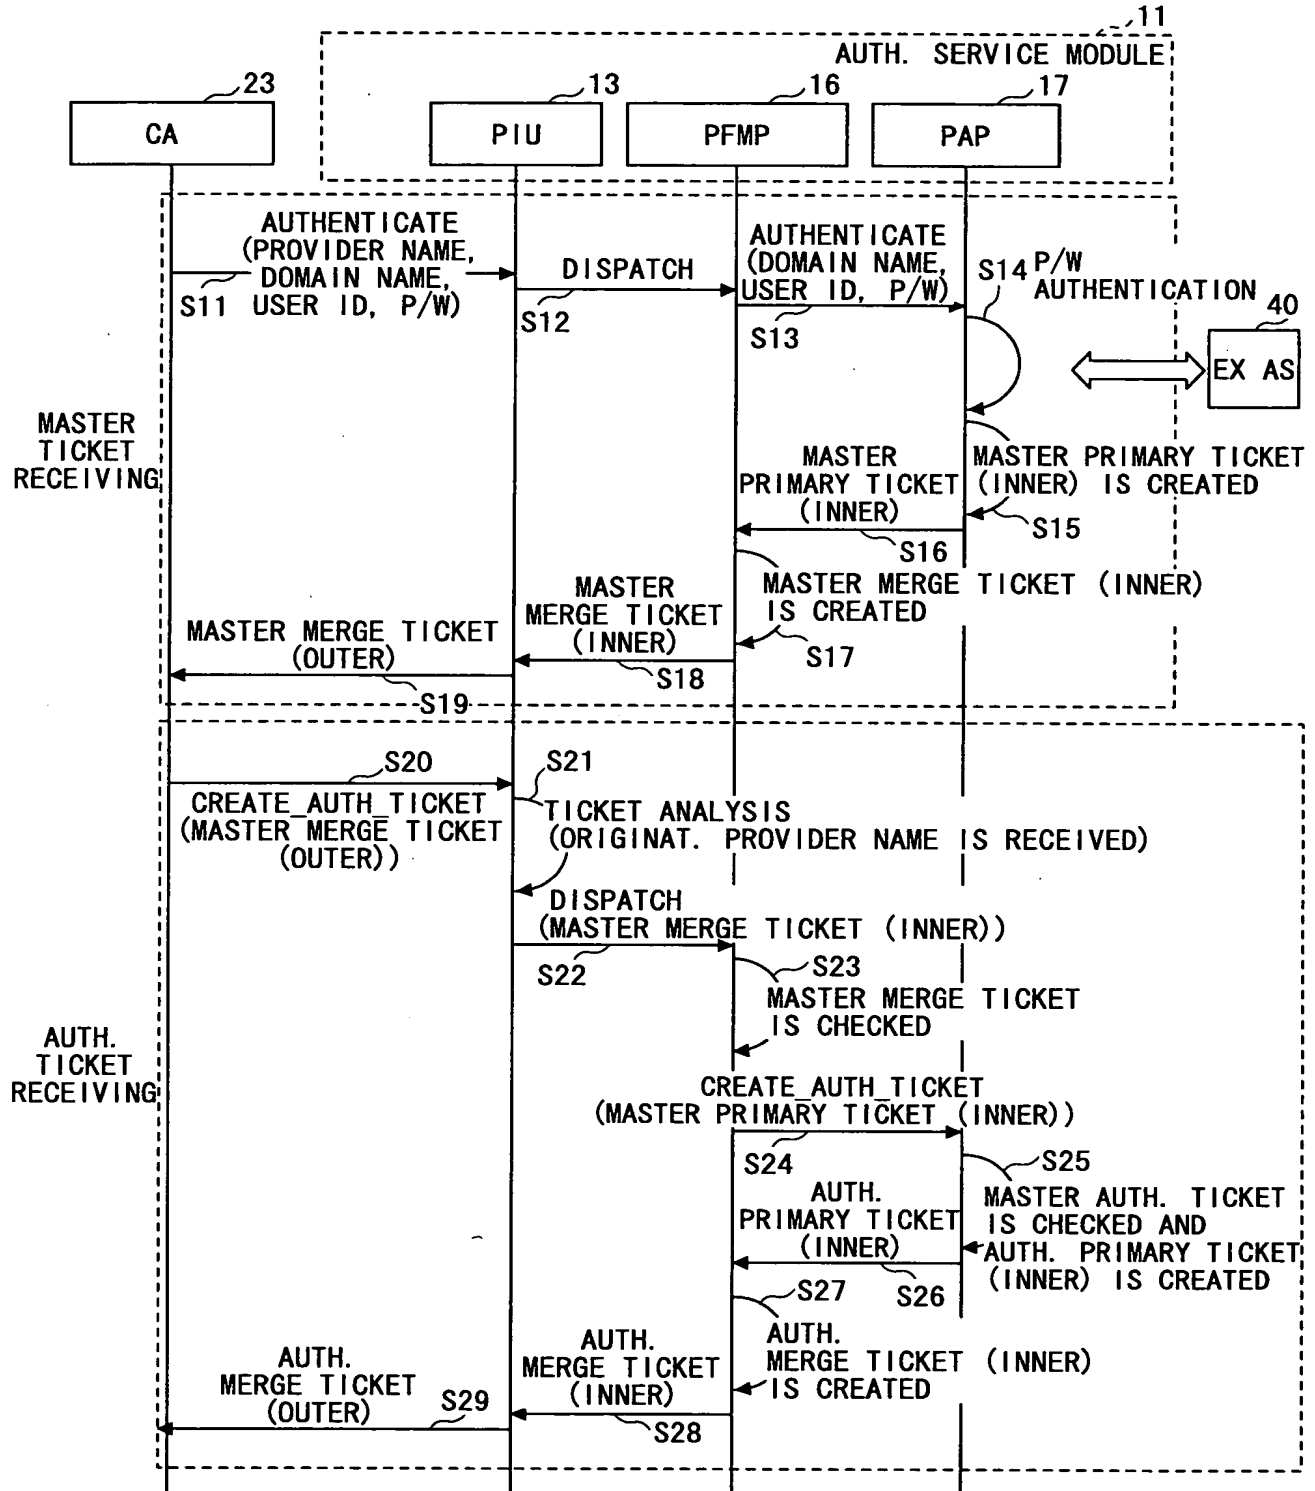 11
AUTH. SERVICE MODULE
23
13
16
17
CA
PIU
PFMP
PAP
AUTHENTICATE
(PROVIDER NAME,
DOMAIN NAME,
USER ID, P/W)
S11
DISPATCH
S12
AUTHENTICATE
(DOMAIN NAME,
USER ID, P/W)
S13
S14
P/W
AUTHENTICATION
40
EX AS
MASTER
TICKET
RECEIVING
MASTER PRIMARY TICKET
(INNER) IS CREATED
S15
MASTER
PRIMARY TICKET
(INNER)
S16
MASTER MERGE TICKET (INNER)
IS CREATED
S17
MASTER
MERGE TICKET
(INNER)
S18
MASTER MERGE TICKET
(OUTER)
S19
S20
CREATE_AUTH_TICKET
(MASTER_MERGE_TICKET
(OUTER))
S21
TICKET ANALYSIS
(ORIGINAT. PROVIDER NAME IS RECEIVED)
DISPATCH
(MASTER MERGE TICKET (INNER))
S22
S23
MASTER MERGE TICKET
IS CHECKED
AUTH.
TICKET
RECEIVING
CREATE_AUTH_TICKET
(MASTER PRIMARY TICKET (INNER))
S24
S25
MASTER AUTH. TICKET
IS CHECKED AND
AUTH. PRIMARY TICKET
(INNER) IS CREATED
AUTH.
PRIMARY TICKET
(INNER)
S26
S27
AUTH.
MERGE TICKET (INNER)
IS CREATED
AUTH.
MERGE TICKET
(INNER)
S28
AUTH.
MERGE TICKET
(OUTER)
S29